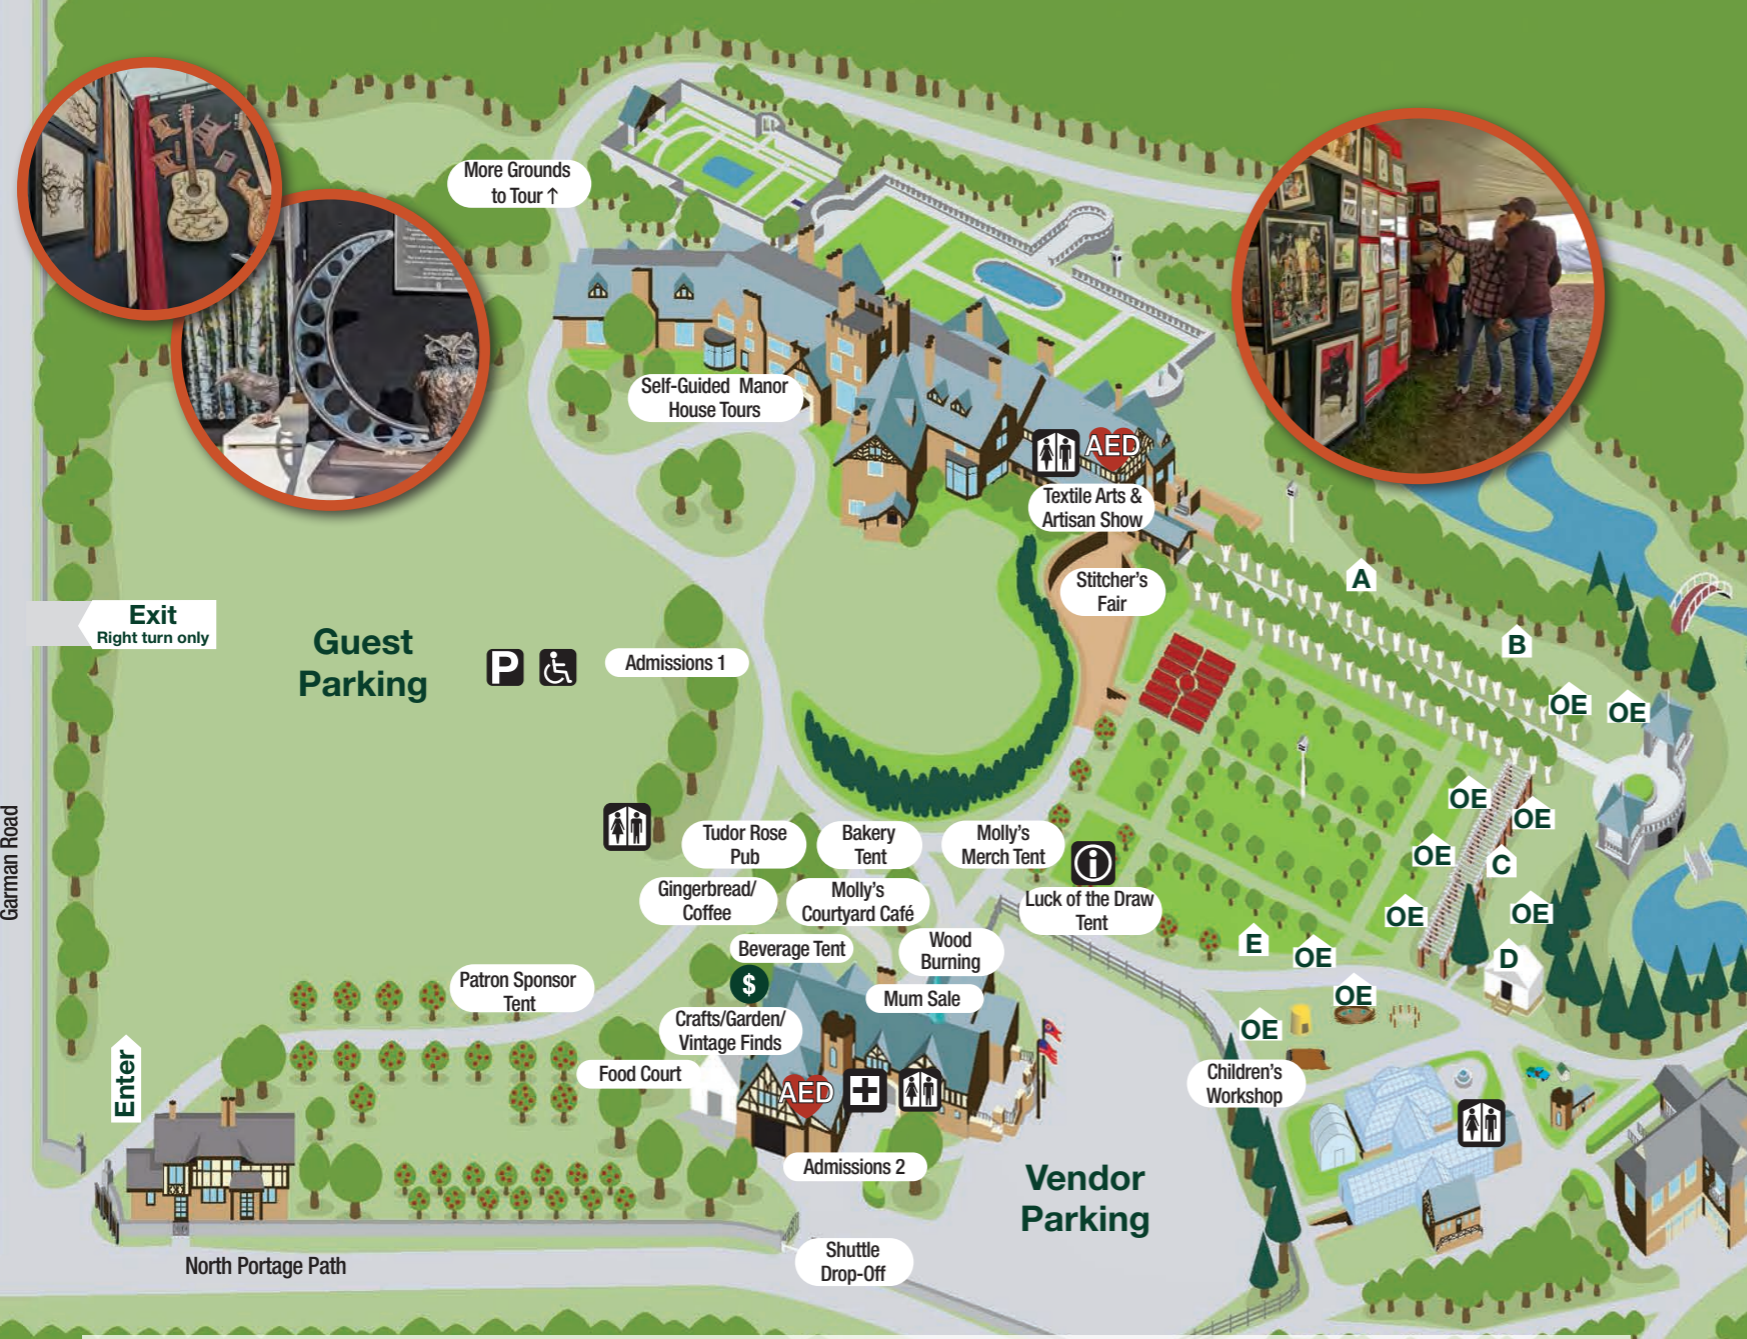 More Grounds
to Tour ↑
Self-Guided Manor
House Tours
AED
Textile Arts &
Artisan Show
Stitcher's
Fair
A
B
Exit
Right turn only
Guest
Parking
P
Admissions 1
OE
OE
OE
OE
OE
C
OE
OE
D
E
OE
OE
OE
Garman Road
Tudor Rose
Pub
Bakery
Tent
Molly's
Merch Tent
Gingerbread/
Coffee
Molly's
Courtyard Café
Luck of the Draw
Tent
Beverage Tent
Wood
Burning
$
Mum Sale
Patron Sponsor
Tent
Crafts/Garden/
Vintage Finds
Food Court
AED
Children's
Workshop
Enter
Admissions 2
Vendor
Parking
Shuttle
Drop-Off
North Portage Path